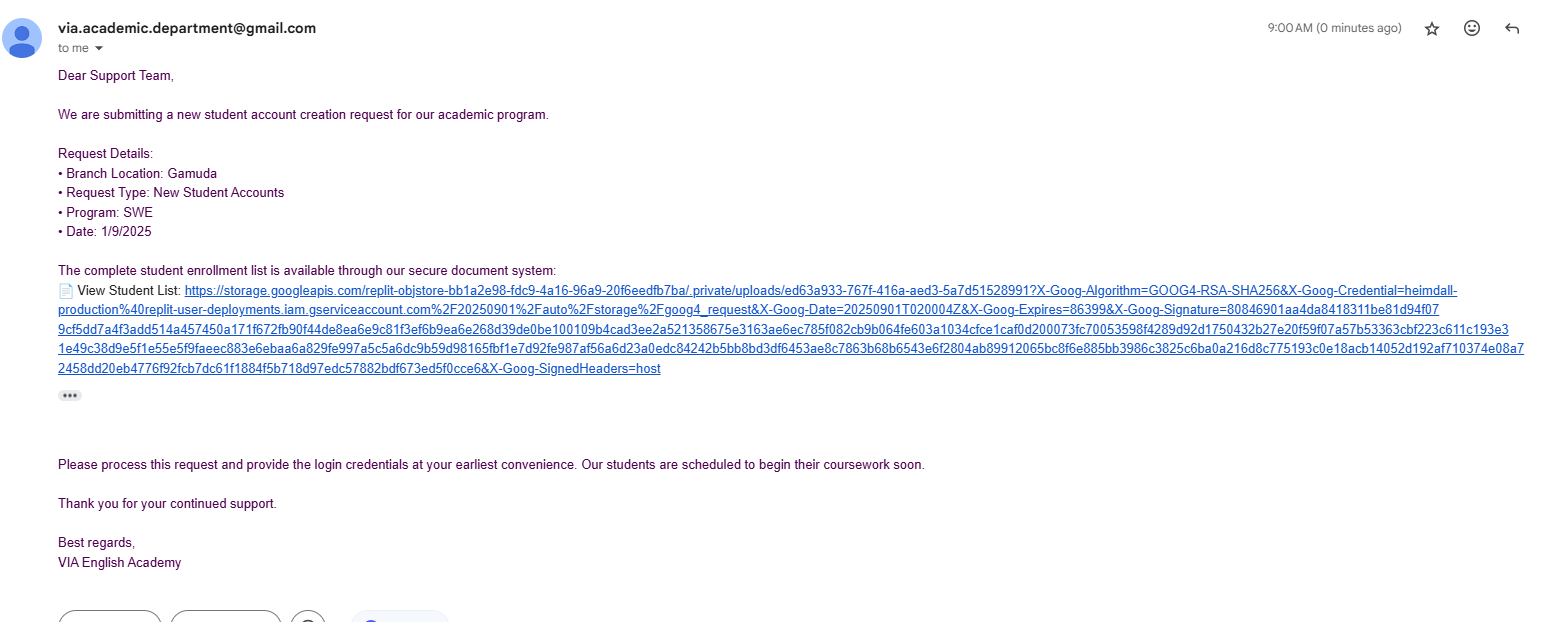 via.academic.department@gmail.com
9:00 AM (0 minutes ago)
to me
Dear Support Team,
We are submitting a new student account creation request for our academic program.
Request Details:
• Branch Location: Gamuda
• Request Type: New Student Accounts
• Program: SWE
• Date: 1/9/2025
The complete student enrollment list is available through our secure document system:
📄 View Student List: https://storage.googleapis.com/replit-objstore-bb1a2e98-fdc9-4a16-96a9-20f6eedfb7ba/.private/uploads/ed63a933-767f-416a-aed3-5a7d51528991?X-Goog-Algorithm=GOOG4-RSA-SHA256&X-Goog-Credential=heimdall-
production%40replit-user-deployments.iam.gserviceaccount.com%2F20250901%2Fauto%2Fstorage%2Fgoog4_request&X-Goog-Date=20250901T020004Z&X-Goog-Expires=86399&X-Goog-Signature=80846901aa4da8418311be81d94f07
9cf5dd7a4f3add514a457450a171f672fb90f44de8ea6e9c81f3ef6b9ea6e268d39de0be100109b4cad3ee2a521358675e3163ae6ec785f082cb9b064fe603a1034cfce1caf0d200073fc70053598f4289d92d1750432b27e20f59f07a57b53363cbf223c611c193e3
1e49c38d9e5f1e55e5f9faeec883e6ebaa6a829fe997a5c5a6dc9b59d98165fbf1e7d92fe987af56a6d23a0edc84242b5bb8bd3df6453ae8c7863b68b6543e6f2804ab89912065bc8f6e885bb3986c3825c6ba0a216d8c775193c0e18acb14052d192af710374e08a7
2458dd20eb4776f92fcb7dc61f1884f5b718d97edc57882bdf673ed5f0cce6&X-Goog-SignedHeaders=host
Please process this request and provide the login credentials at your earliest convenience. Our students are scheduled to begin their coursework soon.
Thank you for your continued support.
Best regards,
VIA English Academy